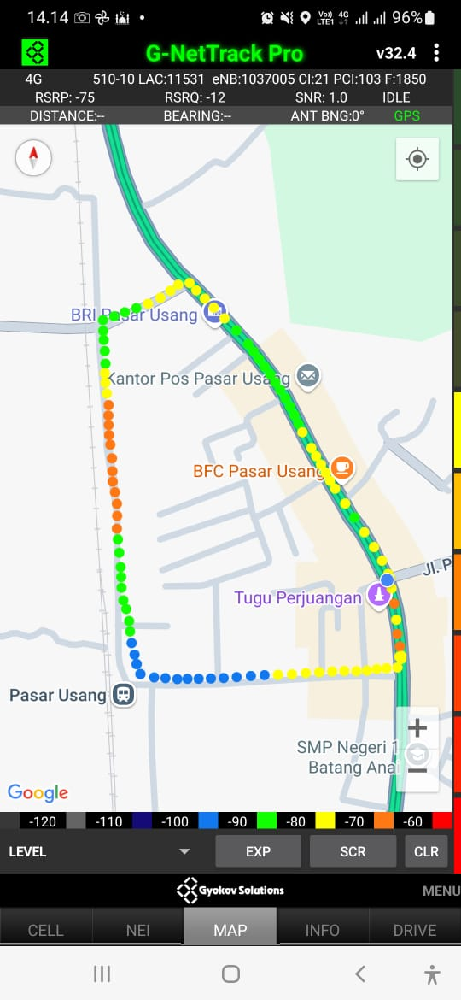 14.14 Vo)) LTE1 4G 96%
G-NetTrack Pro v32.4
4G 510-10 LAC:11531 eNB:1037005 CI:21 PCI:103 F:1850
RSRP: -75 RSRQ: -12 SNR: 1.0 IDLE
DISTANCE:-- BEARING:-- ANT BNG:0° GPS
BRI Pasar Usang
Kantor Pos Pasar Usang
BFC Pasar Usang
Jl. P
Tugu Perjuangan
Pasar Usang
SMP Negeri 1
Batang Anai
Google
-120 -110 -100 -90 -80 -70 -60
LEVEL EXP SCR CLR
Gyokov Solutions MENU
CELL NEI MAP INFO DRIVE